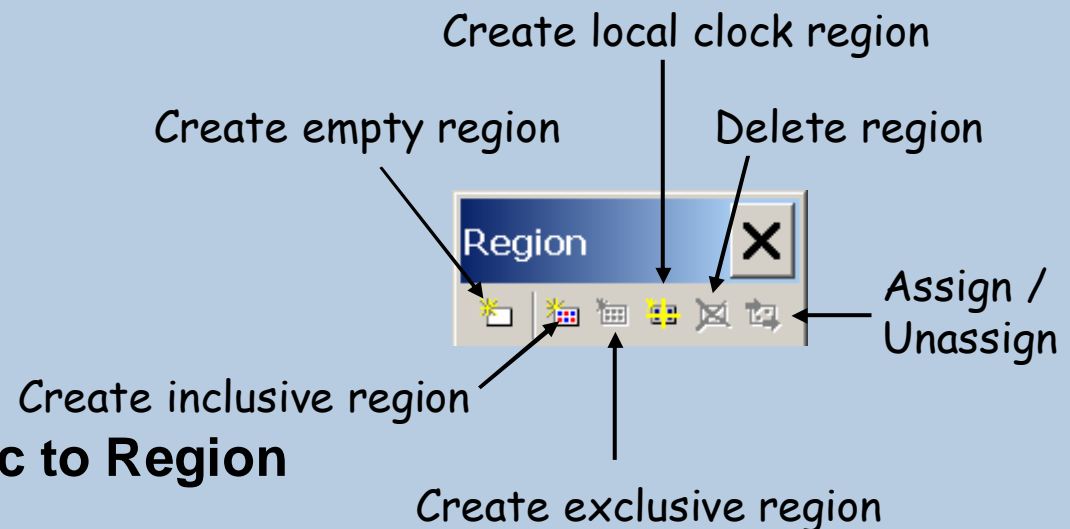 Create local clock region
Create empty region
Delete region
Region
Assign /
Unassign
Create inclusive region
c to Region
Create exclusive region